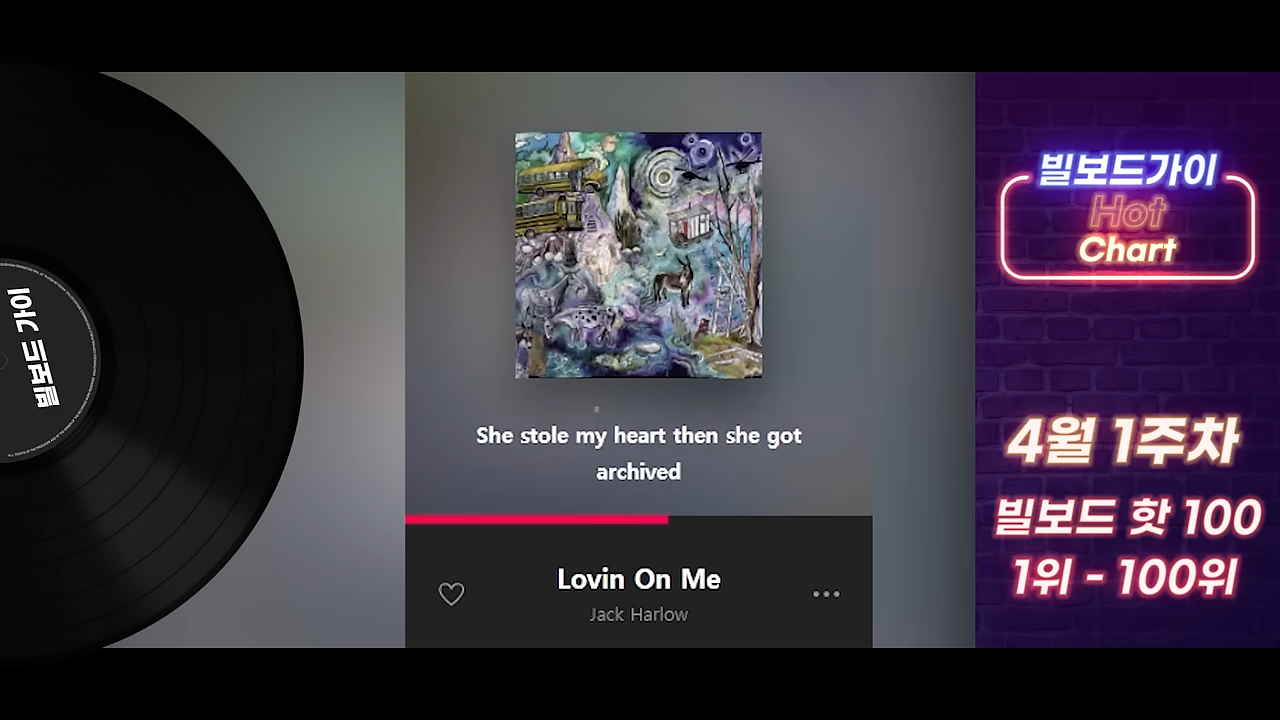 빌보드 가이
She stole my heart then she got
archived
Lovin On Me
Jack Harlow
빌보드가이
Hot
Chart
4월 1주차
빌보드 핫 100
1위 - 100위